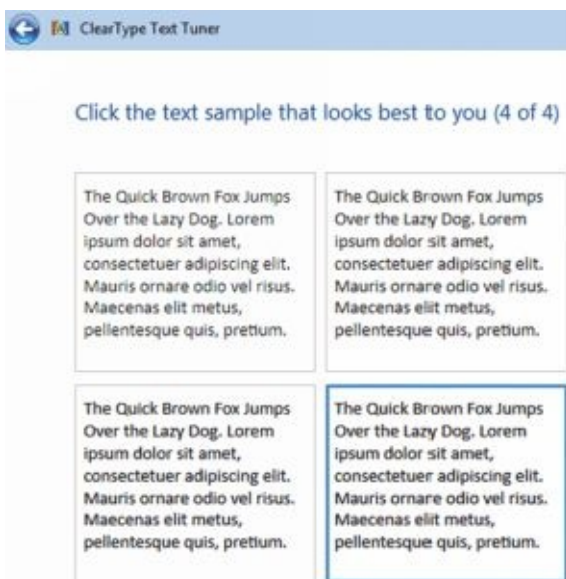 ClearType Text Tuner
Click the text sample that looks best to you (4 of 4)
The Quick Brown Fox Jumps
Over the Lazy Dog. Lorem
ipsum dolor sit amet,
consectetuer adipiscing elit.
Mauris ornare odio vel risus.
Maecenas elit metus,
pellentesque quis, pretium.
The Quick Brown Fox Jumps
Over the Lazy Dog. Lorem
ipsum dolor sit amet,
consectetuer adipiscing elit.
Mauris ornare odio vel risus.
Maecenas elit metus,
pellentesque quis, pretium.
The Quick Brown Fox Jumps
Over the Lazy Dog. Lorem
ipsum dolor sit amet,
consectetuer adipiscing elit.
Mauris ornare odio vel risus.
Maecenas elit metus,
pellentesque quis, pretium.
The Quick Brown Fox Jumps
Over the Lazy Dog. Lorem
ipsum dolor sit amet,
consectetuer adipiscing elit.
Mauris ornare odio vel risus.
Maecenas elit metus,
pellentesque quis, pretium.